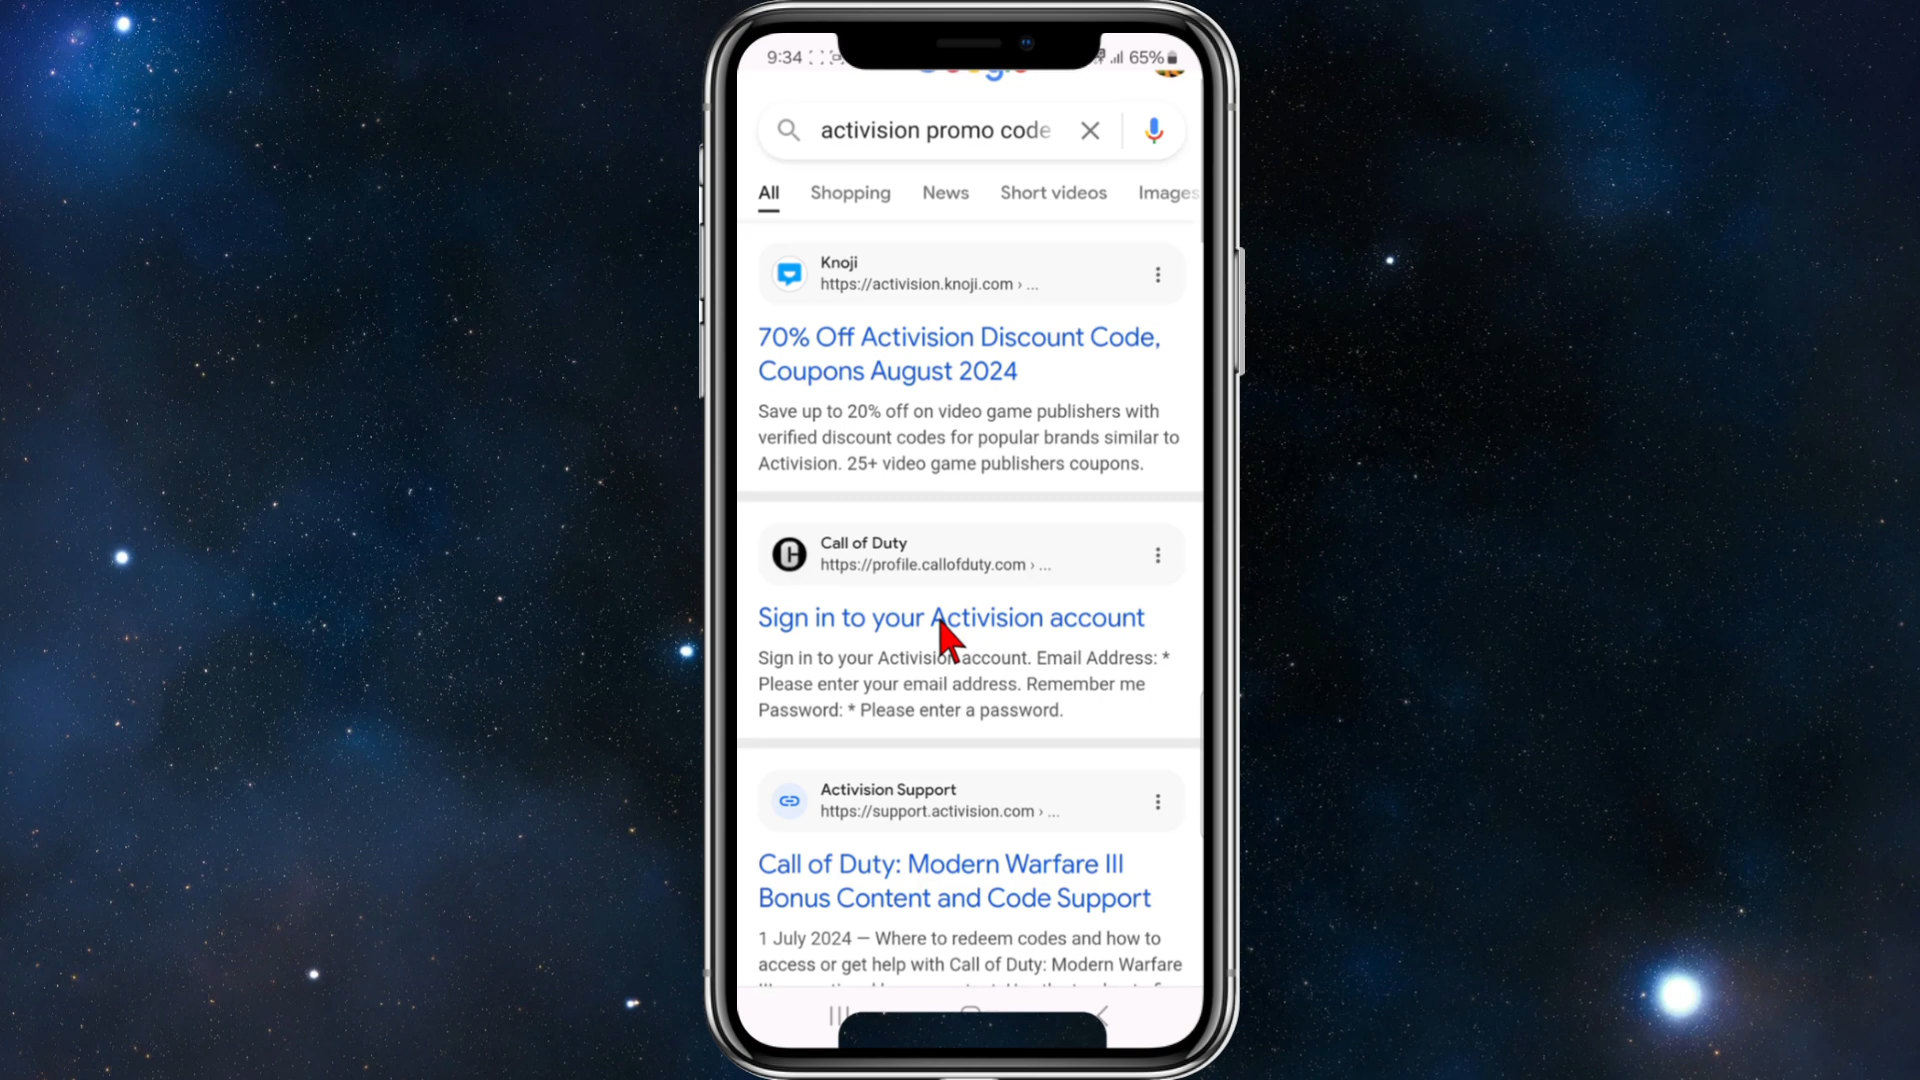 9:34
65%
activision promo code
All Shopping News Short videos Images
Knoji
https://activision.knoji.com › ...
70% Off Activision Discount Code,
Coupons August 2024
Save up to 20% off on video game publishers with
verified discount codes for popular brands similar to
Activision. 25+ video game publishers coupons.
Call of Duty
https://profile.callofduty.com › ...
Sign in to your Activision account
Sign in to your Activision account. Email Address: *
Please enter your email address. Remember me
Password: * Please enter a password.
Activision Support
https://support.activision.com › ...
Call of Duty: Modern Warfare III
Bonus Content and Code Support
1 July 2024 — Where to redeem codes and how to
access or get help with Call of Duty: Modern Warfare